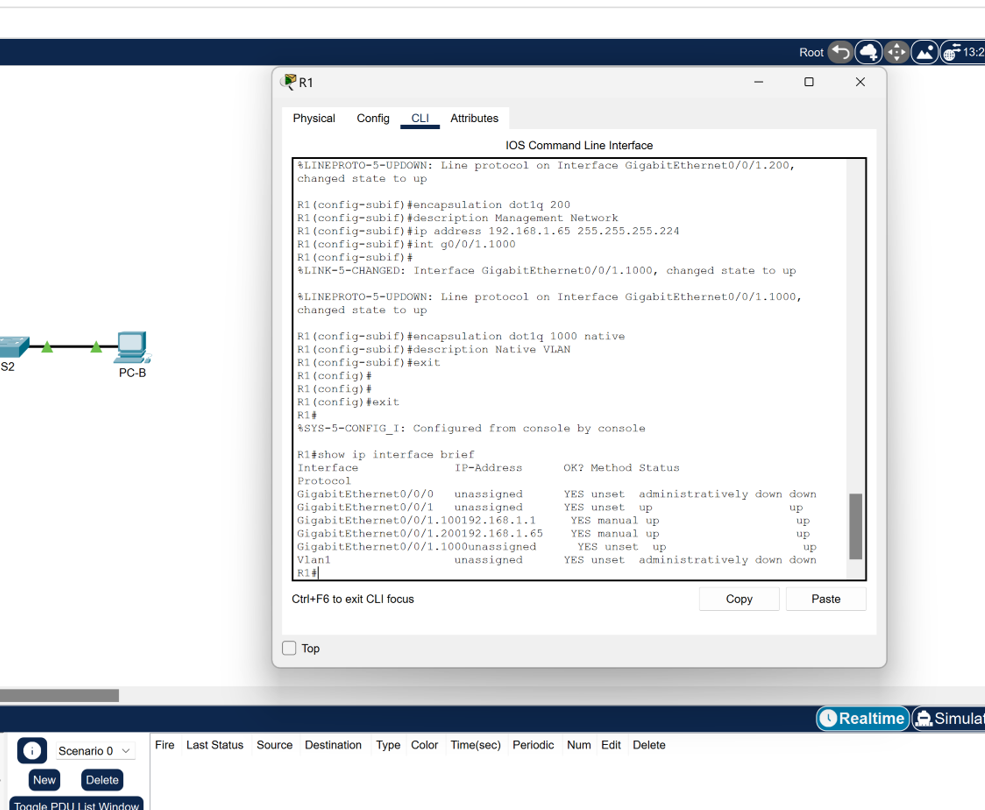 Root
13:2
R1
Physical Config CLI Attributes
IOS Command Line Interface
%LINEPROTO-5-UPDOWN: Line protocol on Interface GigabitEthernet0/0/1.200,
changed state to up
R1(config-subif)#encapsulation dot1q 200
R1(config-subif)#description Management Network
R1(config-subif)#ip address 192.168.1.65 255.255.255.224
R1(config-subif)#int g0/0/1.1000
R1(config-subif)#
%LINK-5-CHANGED: Interface GigabitEthernet0/0/1.1000, changed state to up
%LINEPROTO-5-UPDOWN: Line protocol on Interface GigabitEthernet0/0/1.1000,
changed state to up
R1(config-subif)#encapsulation dot1q 1000 native
R1(config-subif)#description Native VLAN
R1(config-subif)#exit
R1(config)#
R1(config)#
R1(config)#exit
R1#
%SYS-5-CONFIG_I: Configured from console by console
R1#show ip interface brief
Interface IP-Address OK? Method Status
Protocol
GigabitEthernet0/0/0 unassigned YES unset administratively down down
GigabitEthernet0/0/1 unassigned YES unset up up
GigabitEthernet0/0/1.100192.168.1.1 YES manual up up
GigabitEthernet0/0/1.200192.168.1.65 YES manual up up
GigabitEthernet0/0/1.1000unassigned YES unset up up
Vlan1 unassigned YES unset administratively down down
R1#
Ctrl+F6 to exit CLI focus
Copy
Paste
Top
S2
PC-B
Realtime
Simulat
Scenario 0
New
Delete
Toggle PDU List Window
Fire Last Status Source Destination Type Color Time(sec) Periodic Num Edit Delete